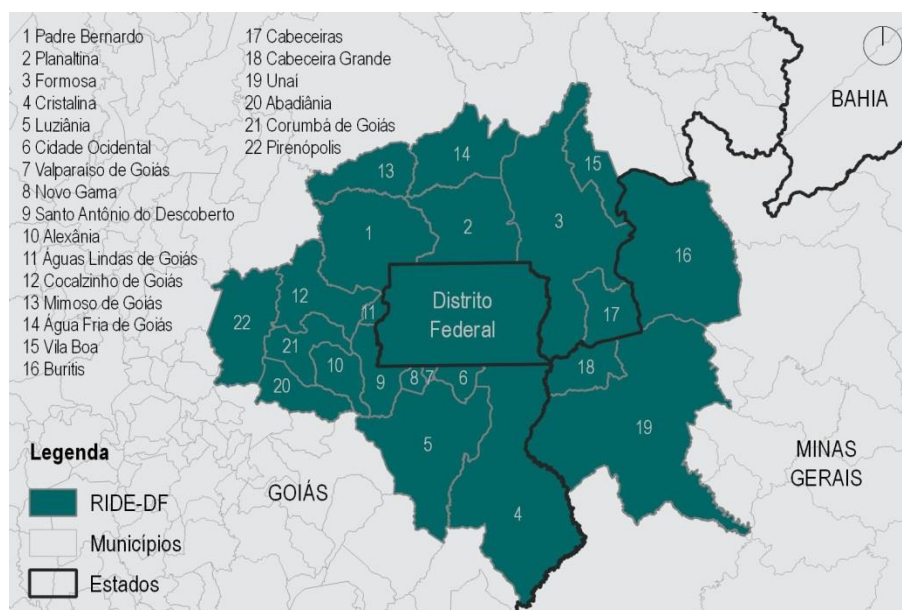 1 Padre Bernardo
2 Planaltina
3 Formosa
4 Cristalina
5 Luziânia
6 Cidade Ocidental
7 Valparaíso de Goiás
8 Novo Gama
9 Santo Antônio do Descoberto
10 Alexânia
11 Águas Lindas de Goiás
12 Cocalzinho de Goiás
13 Mimoso de Goiás
14 Água Fria de Goiás
15 Vila Boa
16 Buritis
17 Cabeceiras
18 Cabeceira Grande
19 Unaí
20 Abadiânia
21 Corumbá de Goiás
22 Pirenópolis
BAHIA
14
13
15
3
2
1
16
12
Distrito
Federal
17
11
22
21
10
18
20
9
8
7
6
19
5
4
MINAS
GERAIS
GOIÁS
Legenda
RIDE-DF
Municípios
Estados